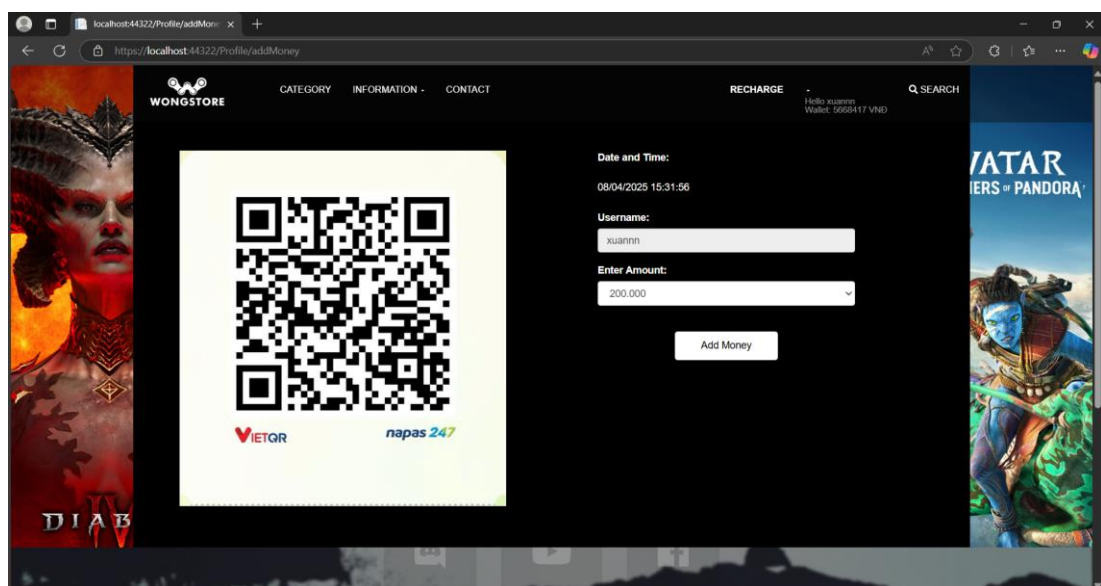 localhost:44322/Profile/addMone
https://localhost:44322/Profile/addMoney
WONGSTORE
CATEGORY INFORMATION - CONTACT
RECHARGE
-
Hello xuannn
Wallet: 5668417 VNĐ
SEARCH
Date and Time:
08/04/2025 15:31:56
Username:
xuannn
Enter Amount:
200.000
Add Money
VIETQR
napas 247
DIAB
IV
VATAR
IERS OF PANDORA